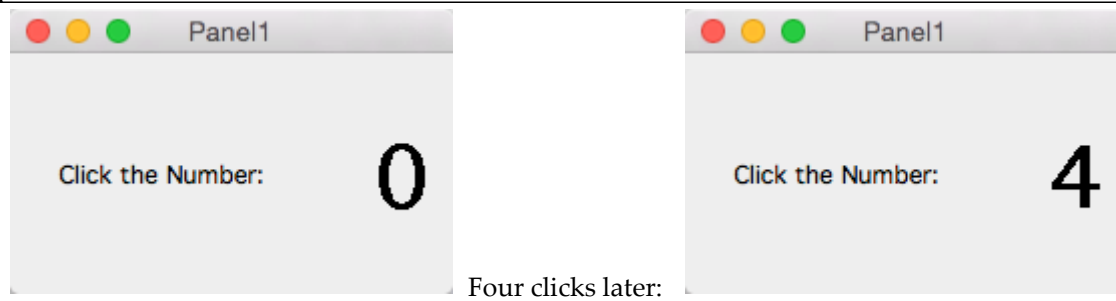 Panel1
Click the Number: 0
Four clicks later:
Panel1
Click the Number: 4